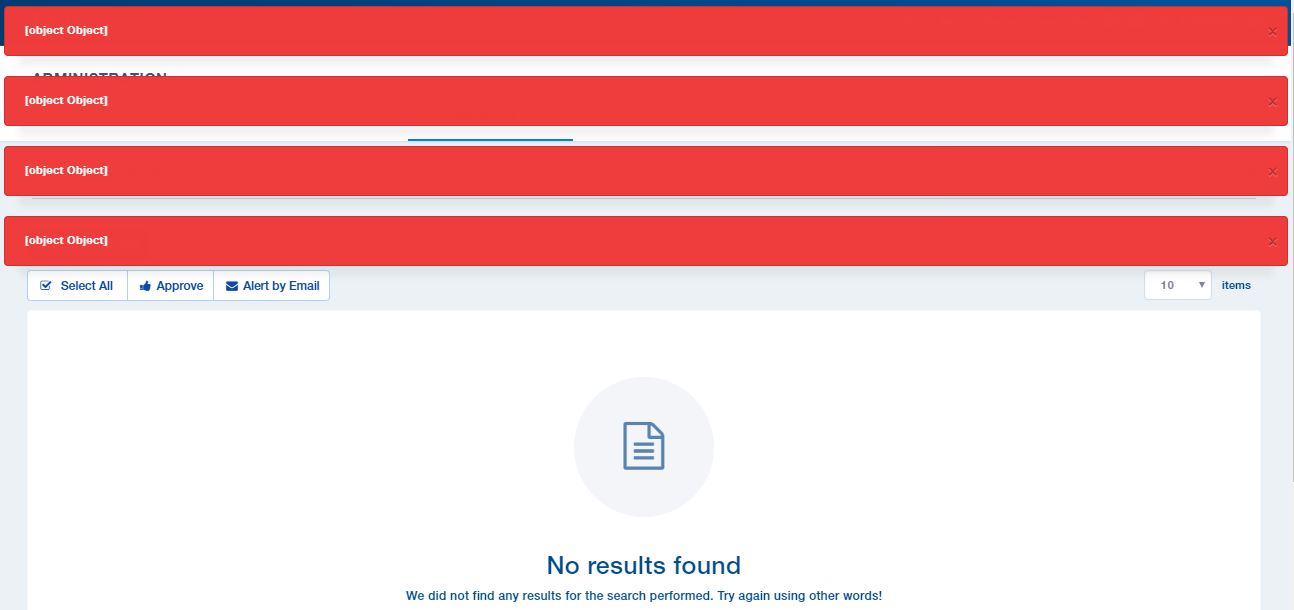 [object Object] ×
ADMINISTRATION
[object Object] ×
[object Object] ×
[object Object] ×
Select All Approve Alert by Email 10 ▼ items
No results found
We did not find any results for the search performed. Try again using other words!